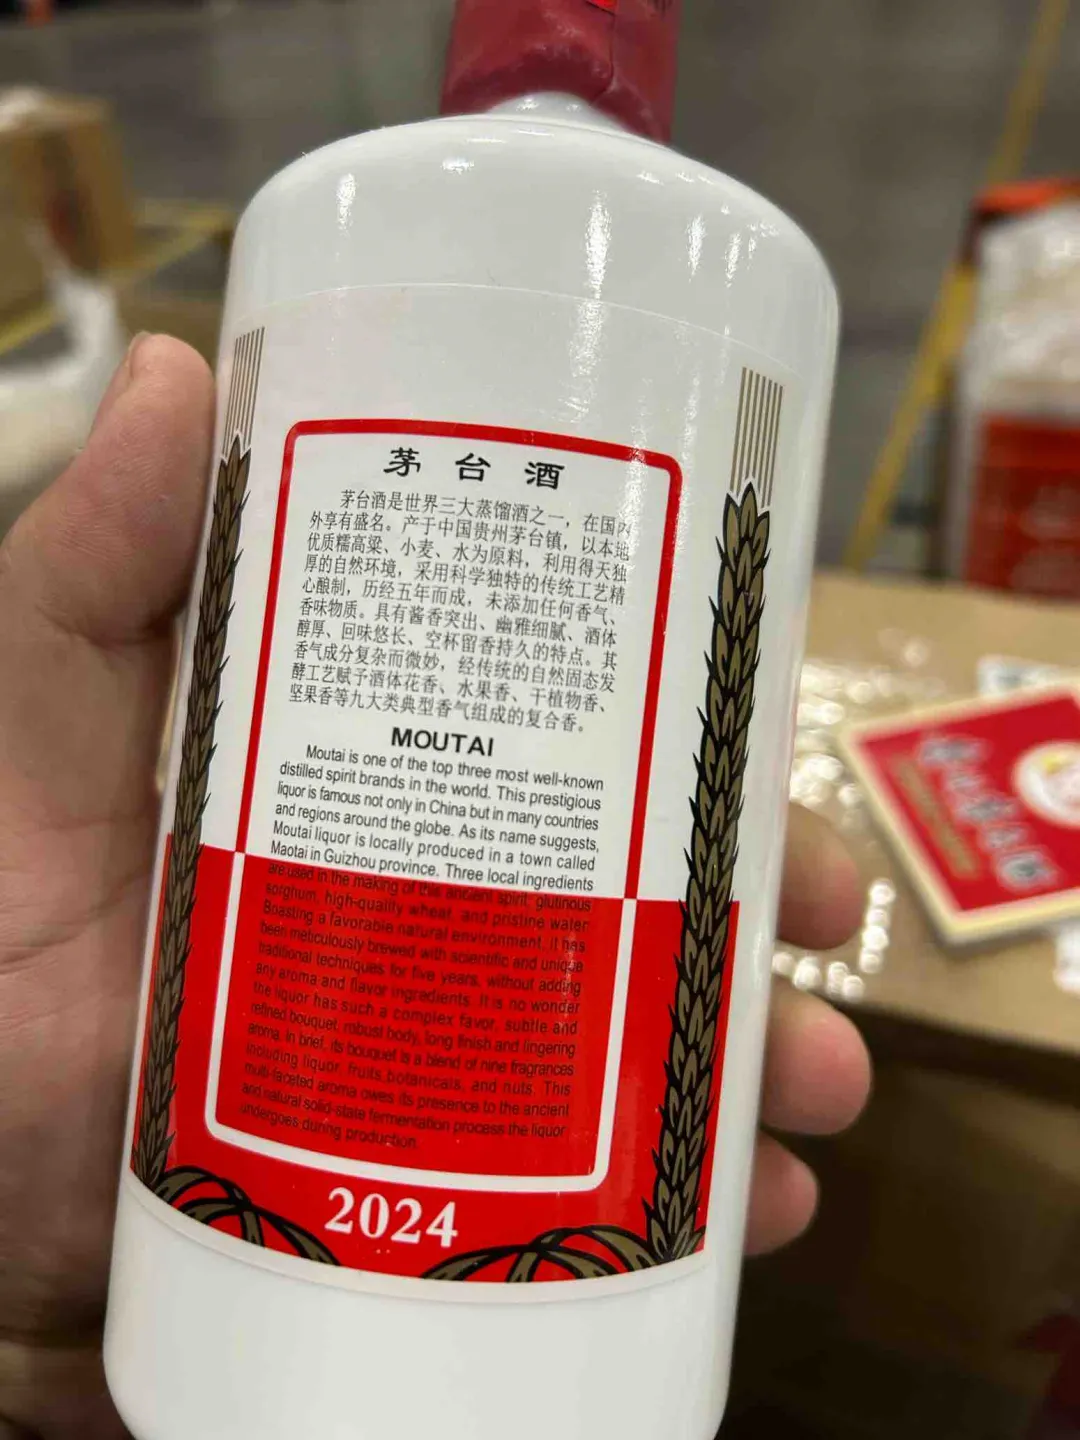 茅台酒
茅台酒是世界三大蒸馏酒之一，在国内
外享有盛名。产于中国贵州茅台镇，以本地
优质糯高粱、小麦、水为原料，利用得天独
厚的自然环境，采用科学独特的传统工艺精
心酿制，历经五年而成，未添加任何香气、
香味物质。具有酱香突出、幽雅细腻、酒体
醇厚、回味悠长、空杯留香持久的特点。其
香气成分复杂而微妙，经传统的自然固态发
酵工艺赋予酒体花香、水果香、干植物香、
坚果香等九大类典型香气组成的复合香。
MOUTAI
Moutai is one of the top three most well-known
distilled spirit brands in the world. This prestigious
liquor is famous not only in China but in many countries
and regions around the globe. As its name suggests,
Moutai liquor is locally produced in a town called
Maotai in Guizhou province. Three local ingredients
are used in the making of this ancient spirit: glutinous
sorghum, high-quality wheat, and pristine water.
Boasting a favorable natural environment, it has
been meticulously brewed with scientific and unique
traditional techniques for five years, without adding
any aroma and flavor ingredients. It is no wonder
the liquor has such a complex favor, subtle and
refined bouquet, robust body, long finish and lingering
aroma. In brief, its bouquet is a blend of nine fragrances
including liquor, fruits, botanicals, and nuts. This
multi-faceted aroma owes its presence to the ancient
and natural solid-state fermentation process the liquor
undergoes during production.
2024